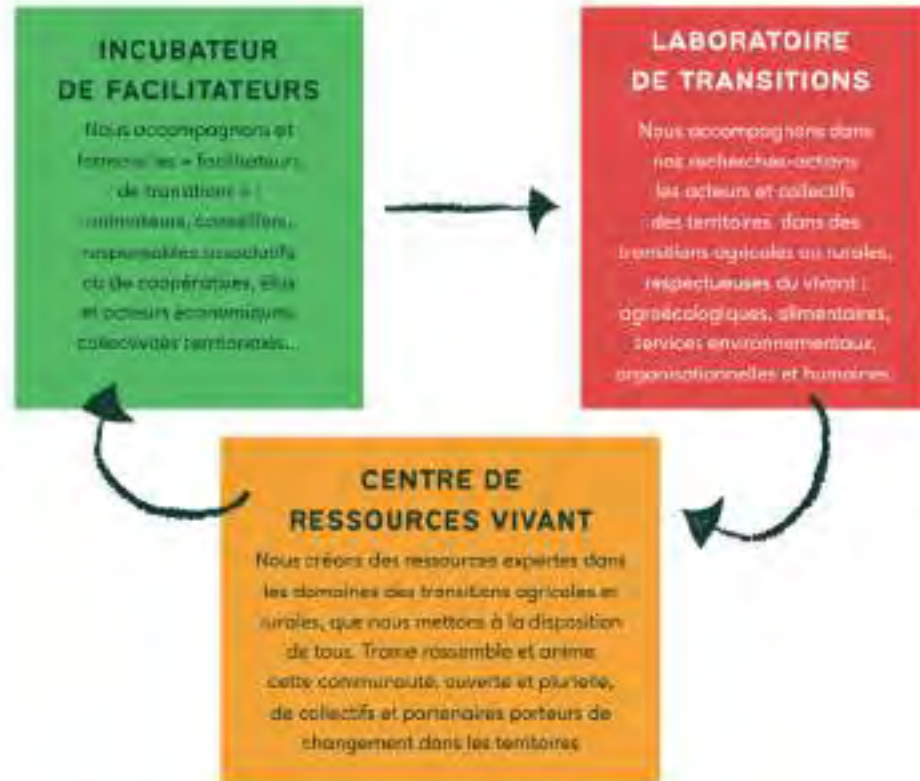 INCUBATEUR
DE FACILITATEURS
Nous accompagnons et
formons les « facilitateurs
de transitions » :
animateurs, conseillers,
responsables associatifs
ou de coopératives, élus
et acteurs économiques,
collectivités territoriales...
LABORATOIRE
DE TRANSITIONS
Nous accompagnons dans
nos recherches-actions
les acteurs et collectifs
des territoires dans des
transitions agricoles ou rurales,
respectueuses du vivant :
agroécologiques, alimentaires,
services environnementaux,
organisationnelles et humaines
CENTRE DE
RESSOURCES VIVANT
Nous créons des ressources expertes dans
les domaines des transitions agricoles et
rurales, que nous mettons à la disposition
de tous. Trame rassemble et anime
cette communauté, ouverte et plurielle,
de collectifs et partenaires porteurs de
changement dans les territoires